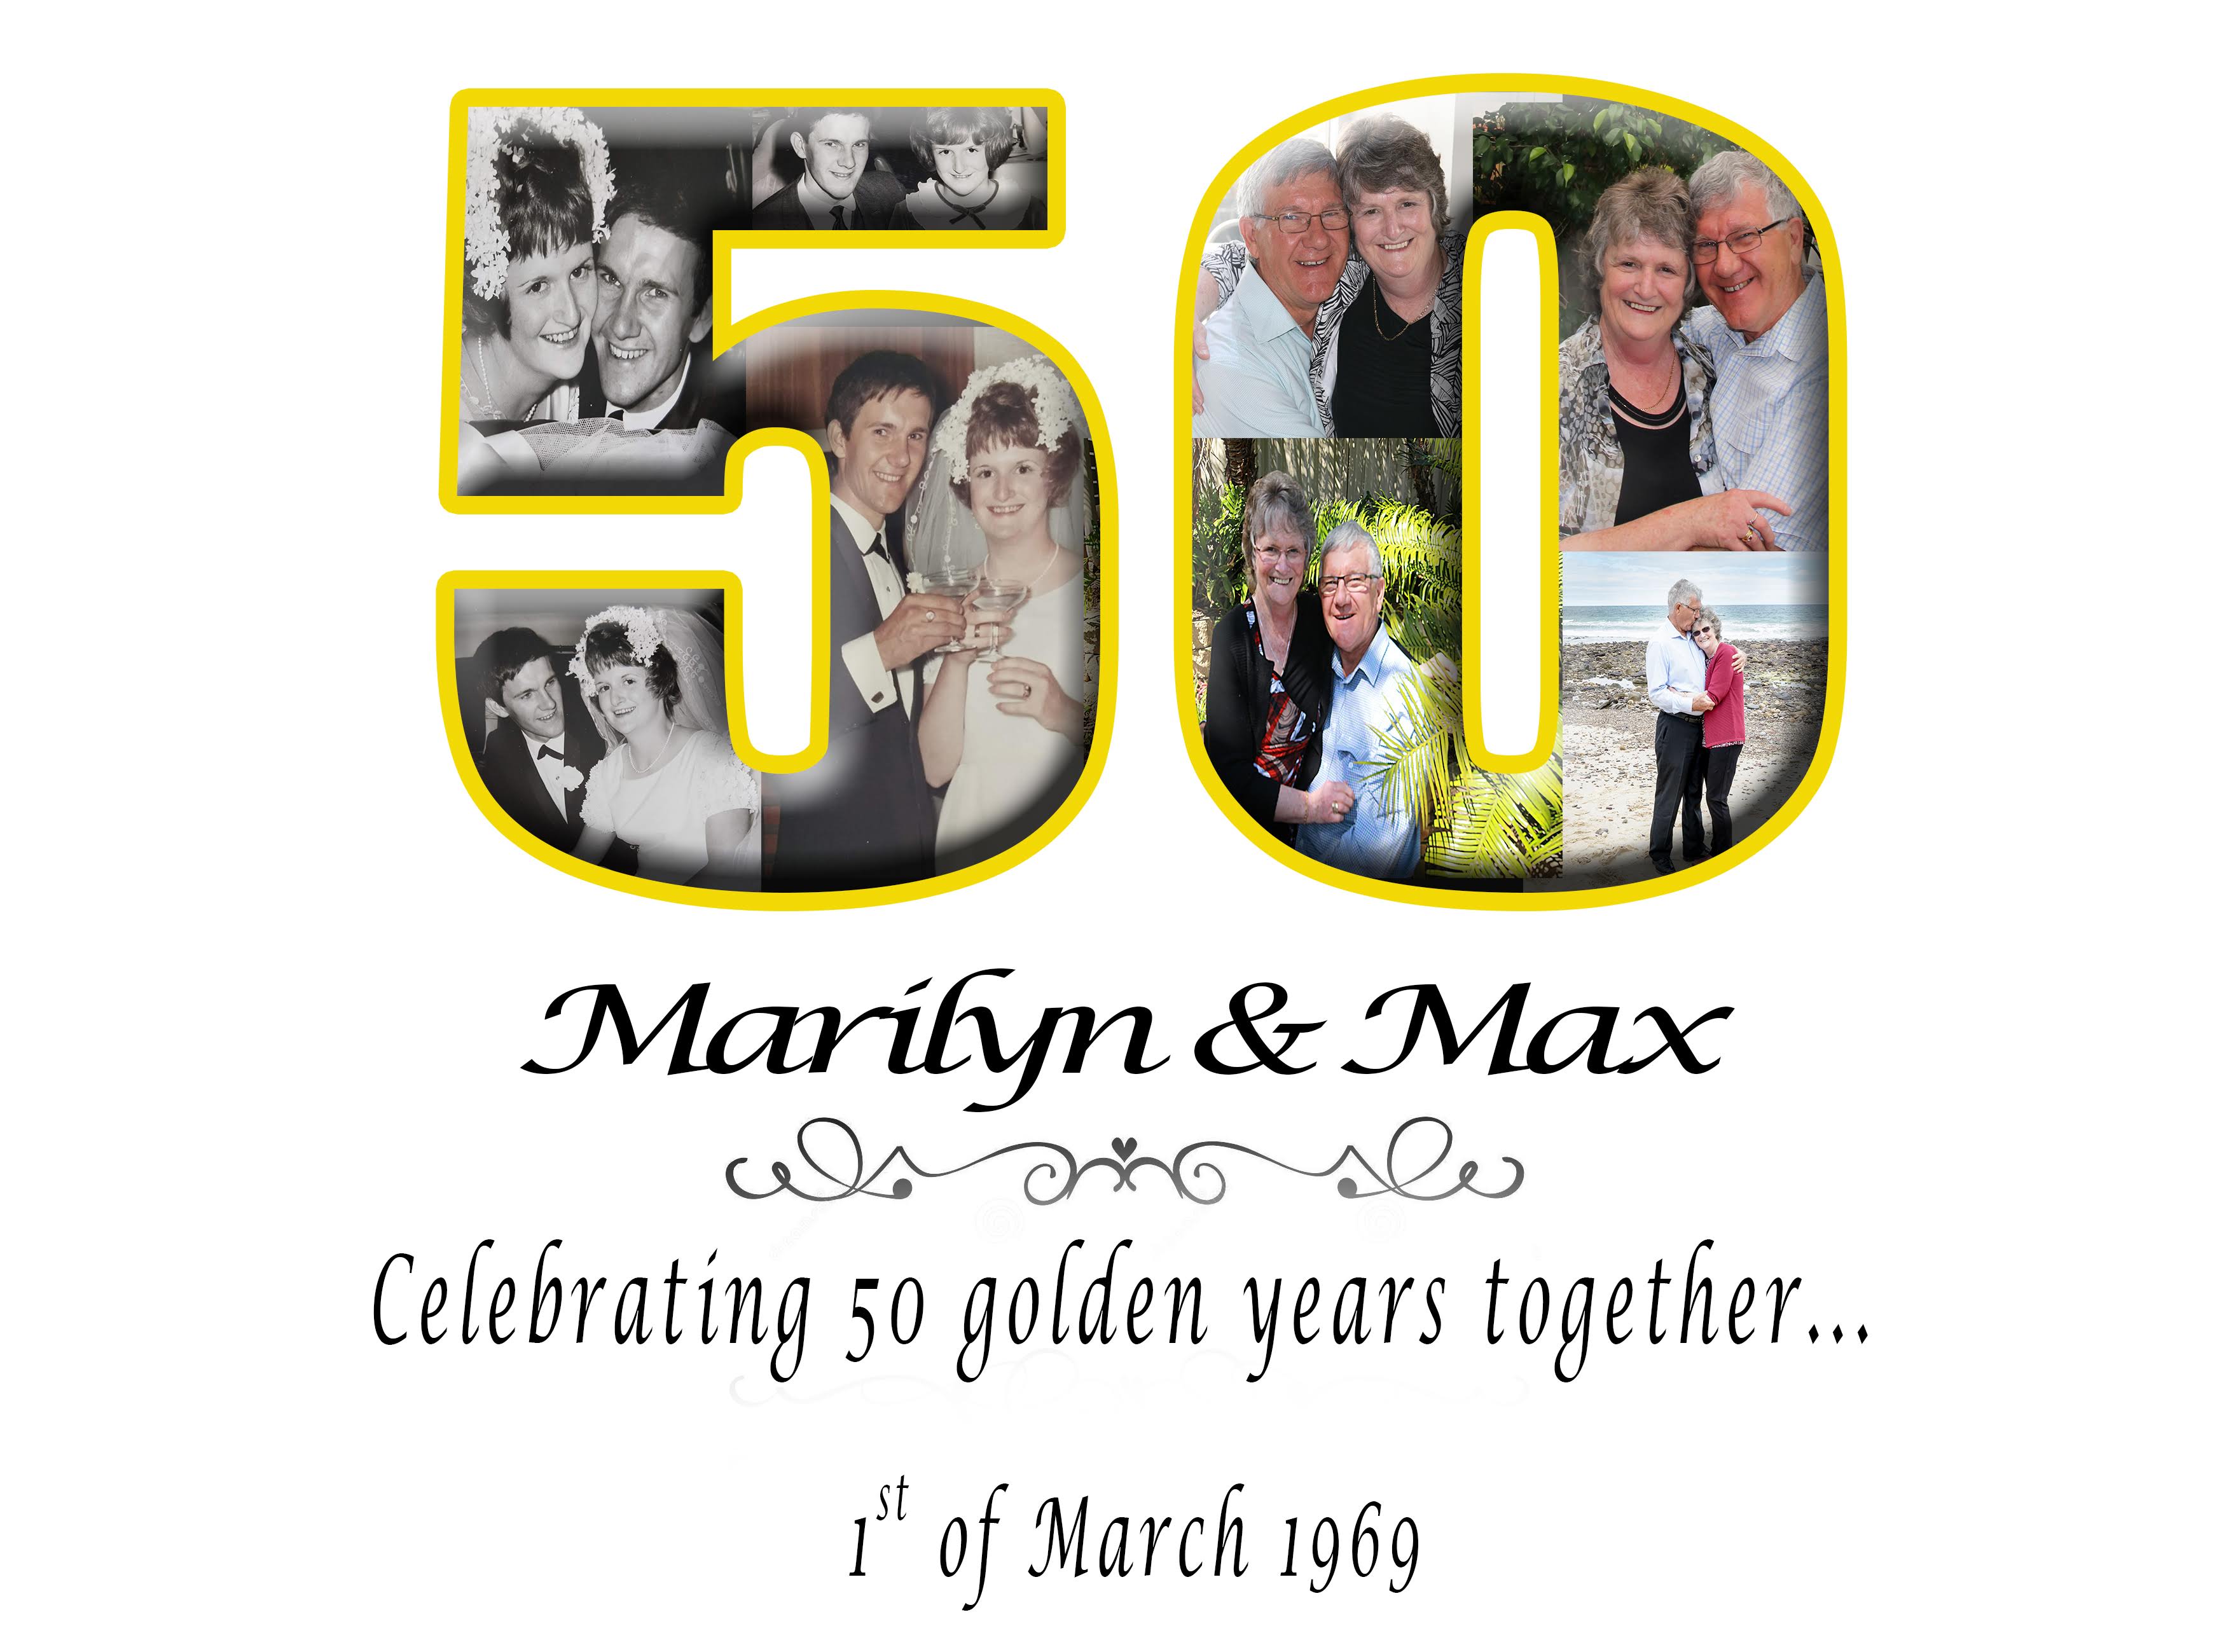 50
Marilyn & Max
Celebrating 50 golden years together...
1st of March 1969